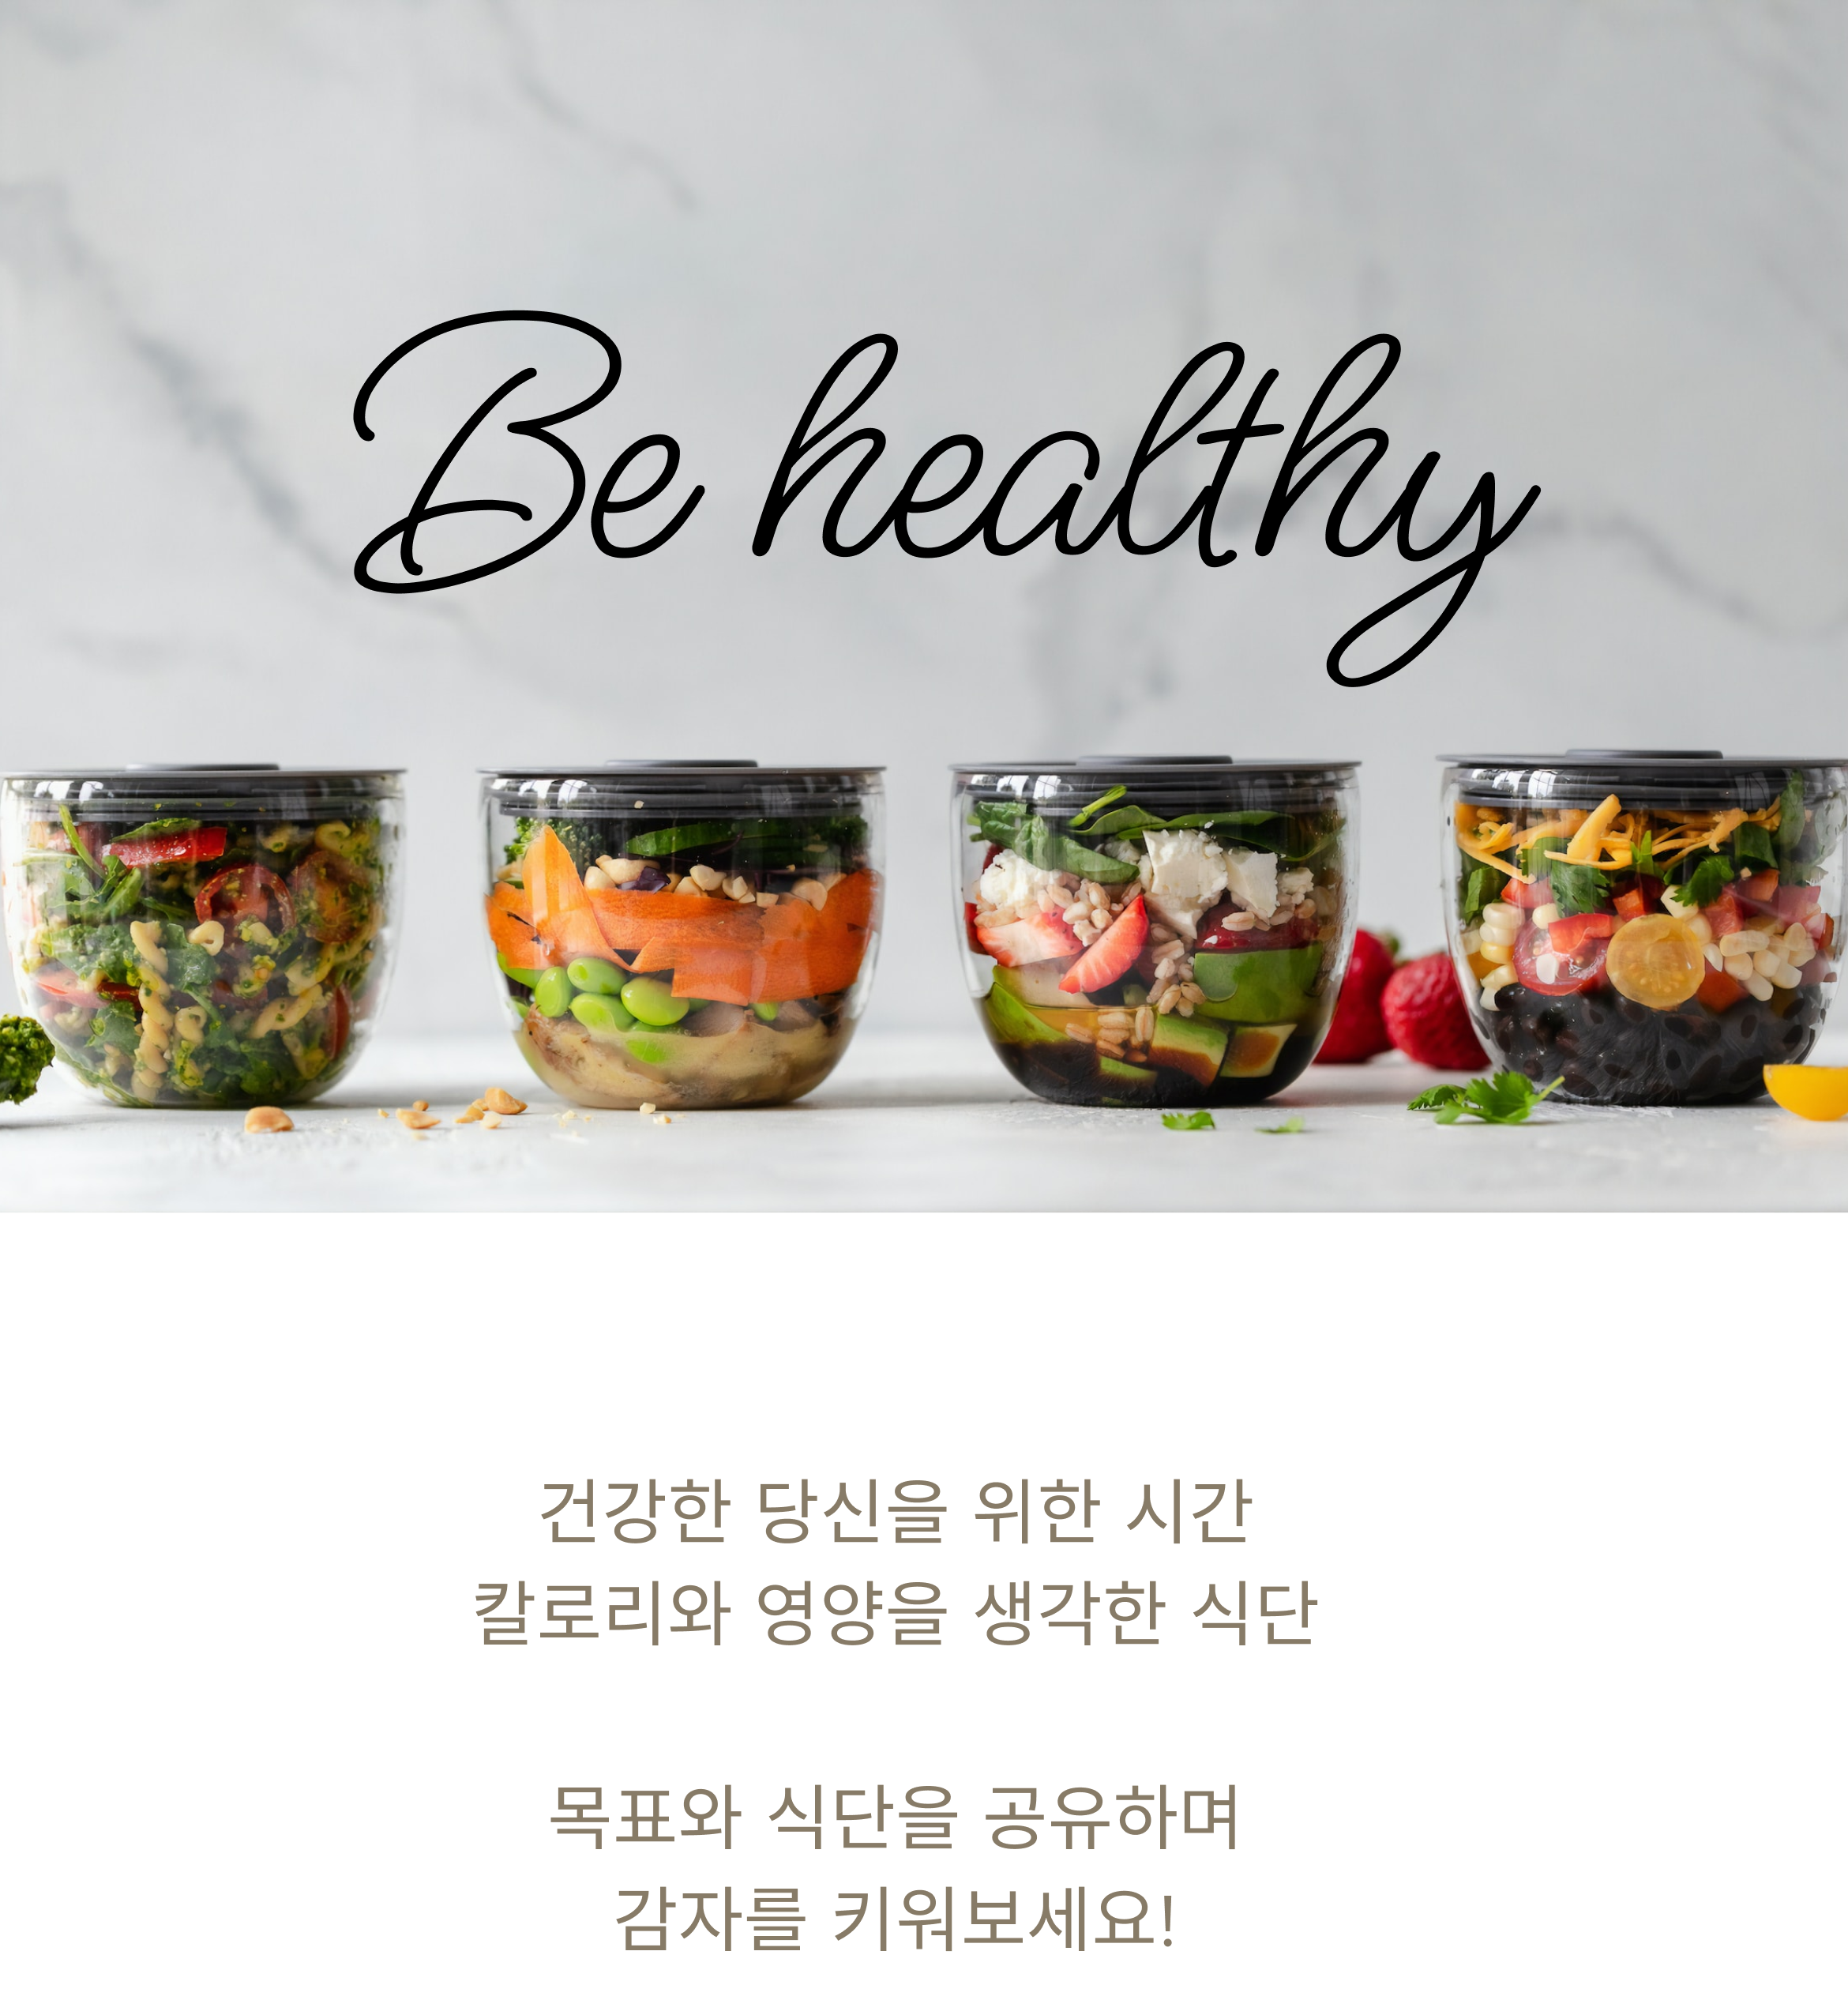 Be healthy
건강한 당신을 위한 시간
칼로리와 영양을 생각한 식단
목표와 식단을 공유하며
감자를 키워보세요!